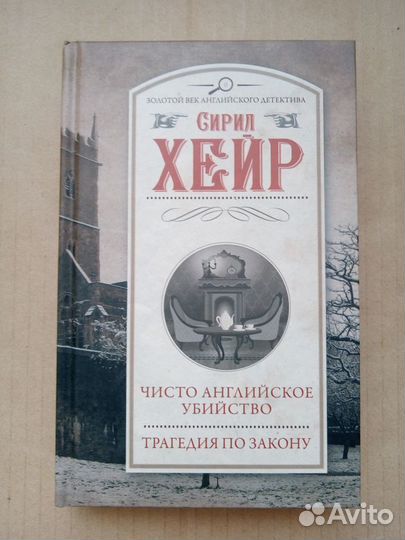 ЗОЛОТОЙ ВЕК АНГЛИЙСКОГО ДЕТЕКТИВА
СИРИЛ
ХЕЙР
ЧИСТО АНГЛИЙСКОЕ
УБИЙСТВО
ТРАГЕДИЯ ПО ЗАКОНУ
Avito